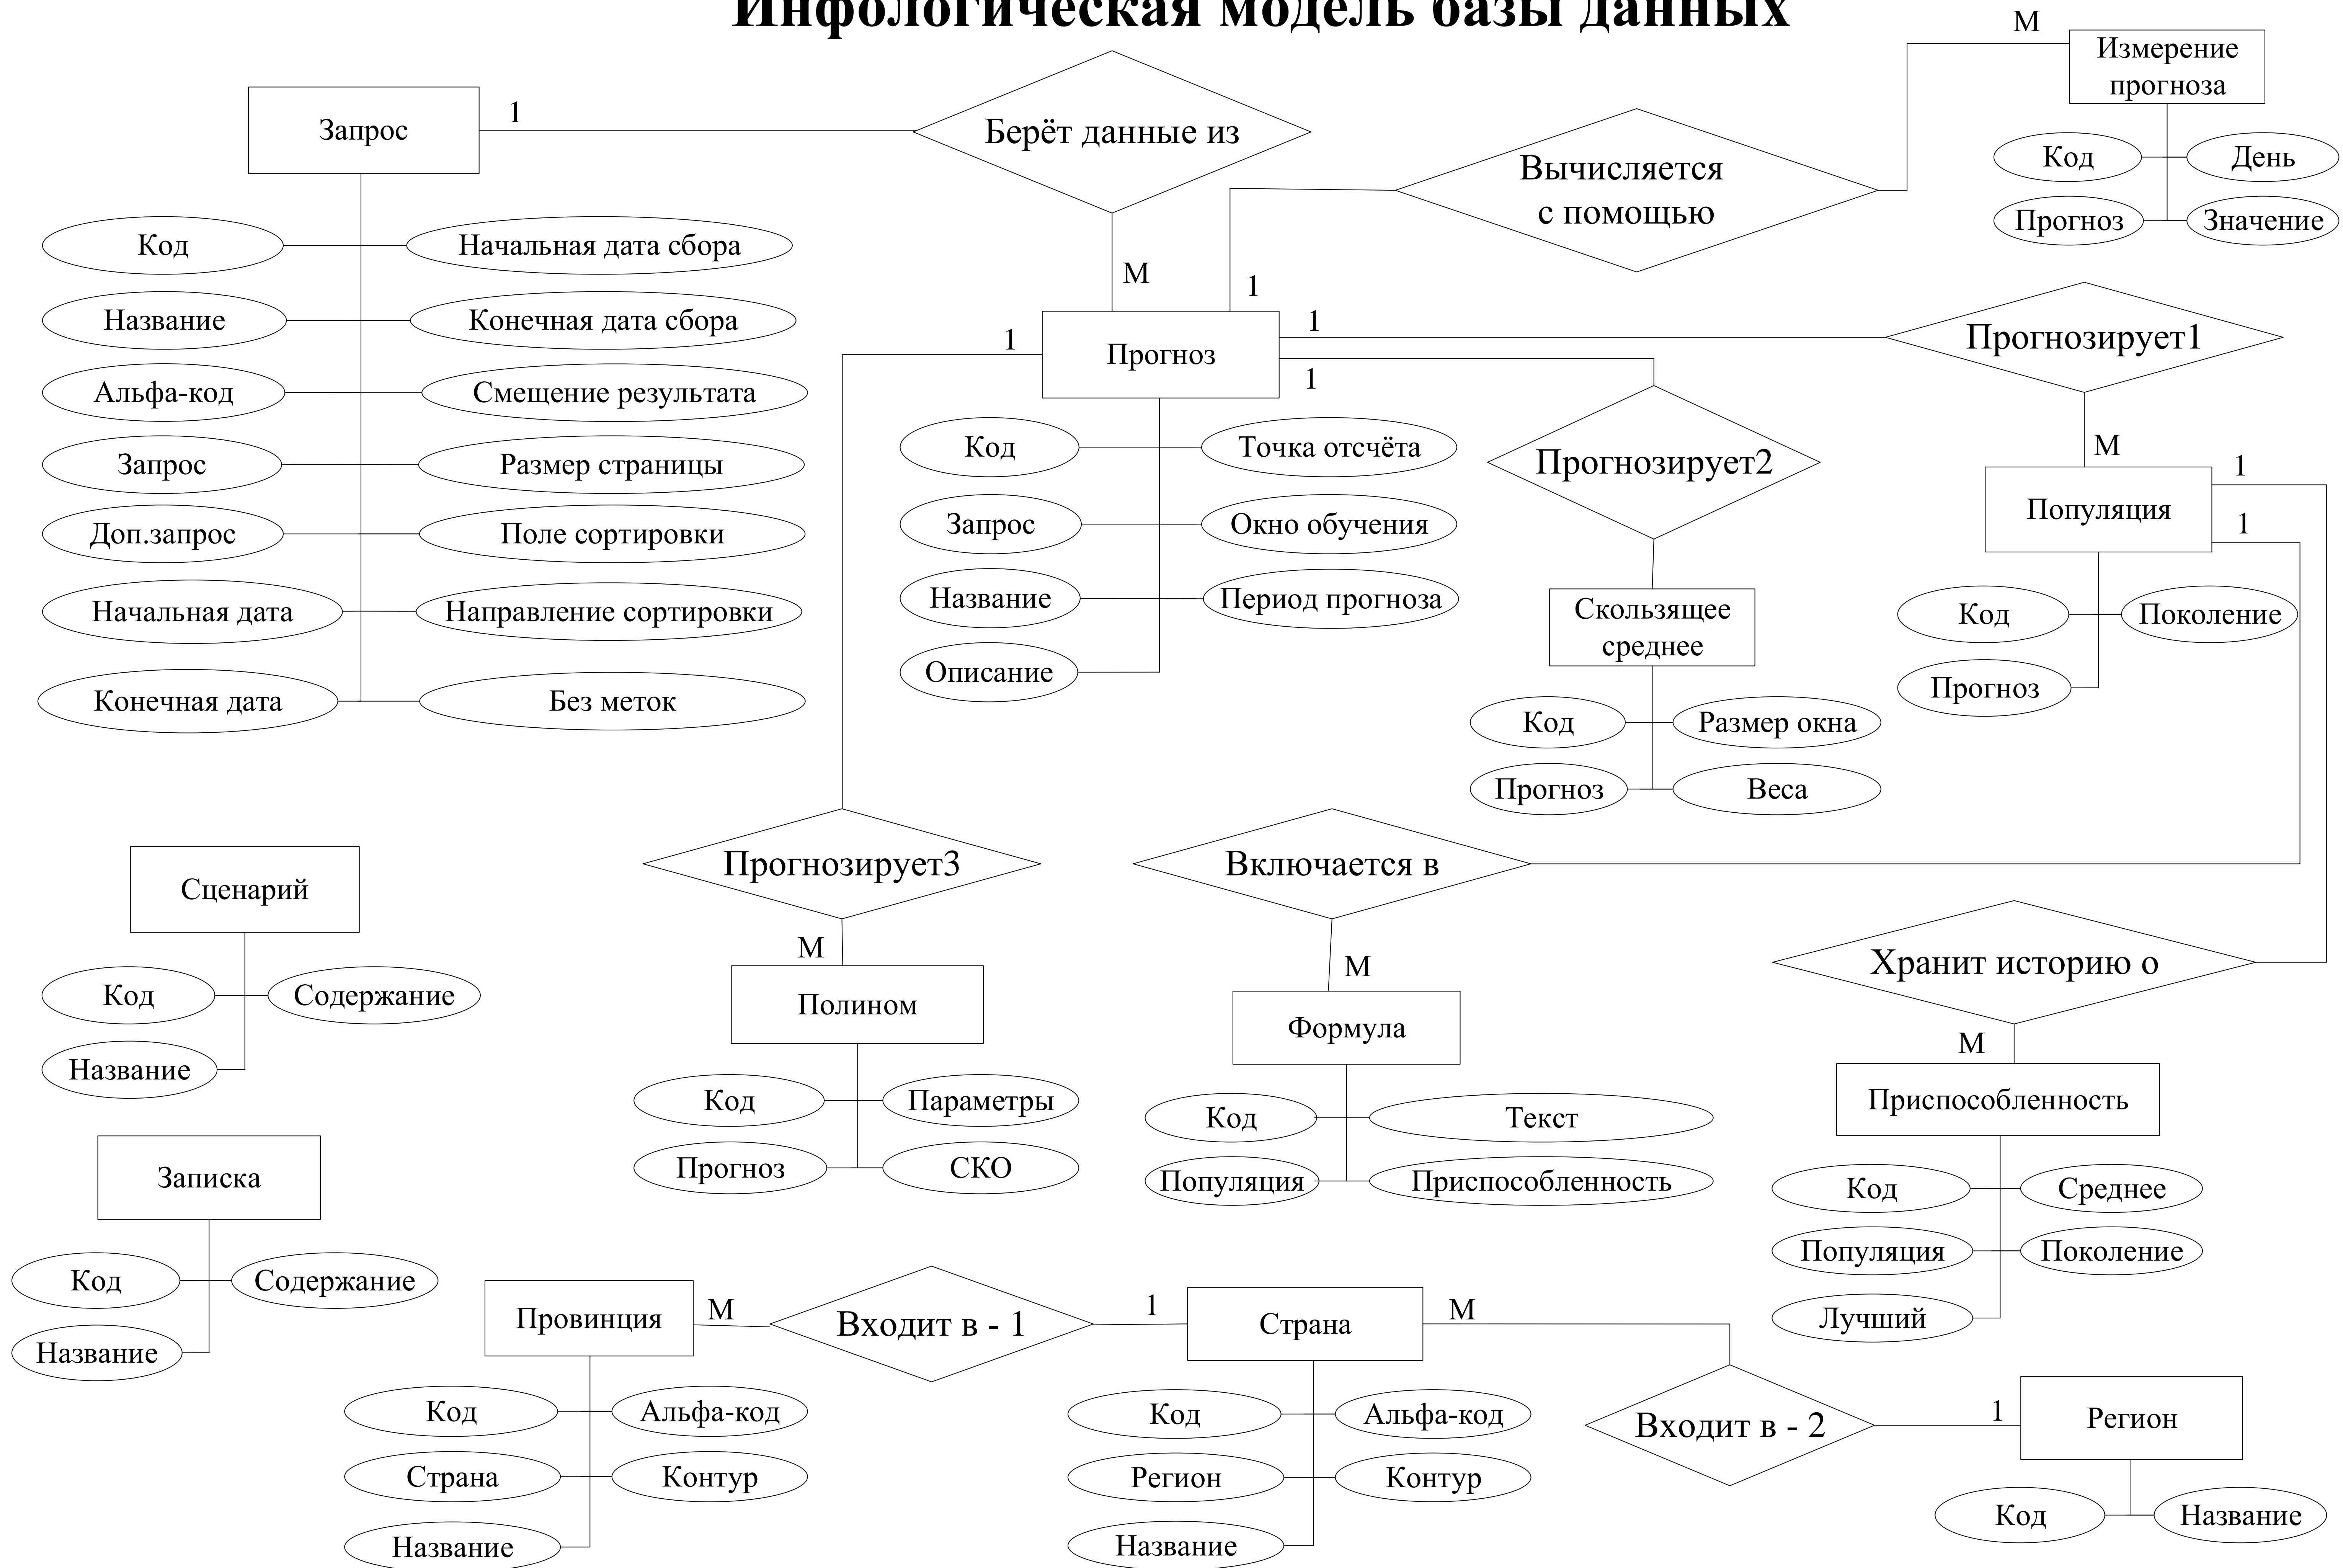 Инфологическая модель базы данных
Запрос
1
Берёт данные из
М
Код
Начальная дата сбора
Название
Конечная дата сбора
Альфа-код
Смещение результата
Запрос
Размер страницы
Доп.запрос
Поле сортировки
Начальная дата
Направление сортировки
Конечная дата
Без меток
Вычисляется
с помощью
М
1
Измерение
прогноза
Код
День
Прогноз
Значение
Прогноз
1
1
1
Код
Точка отсчёта
Запрос
Окно обучения
Название
Период прогноза
Описание
Прогнозирует1
М
Прогнозирует2
Скользящее
среднее
Код
Размер окна
Прогноз
Веса
Популяция
1
1
Код
Поколение
Прогноз
Прогнозирует3
М
Полином
Код
Параметры
Прогноз
СКО
Включается в
М
Формула
Код
Текст
Популяция
Приспособленность
Хранит историю о
М
Приспособленность
Код
Среднее
Популяция
Поколение
Лучший
Сценарий
Код
Содержание
Название
Записка
Код
Содержание
Название
Провинция
М
Входит в - 1
1
Страна
М
Код
Альфа-код
Страна
Контур
Название
Код
Альфа-код
Регион
Контур
Название
Входит в - 2
1
Регион
Код
Название